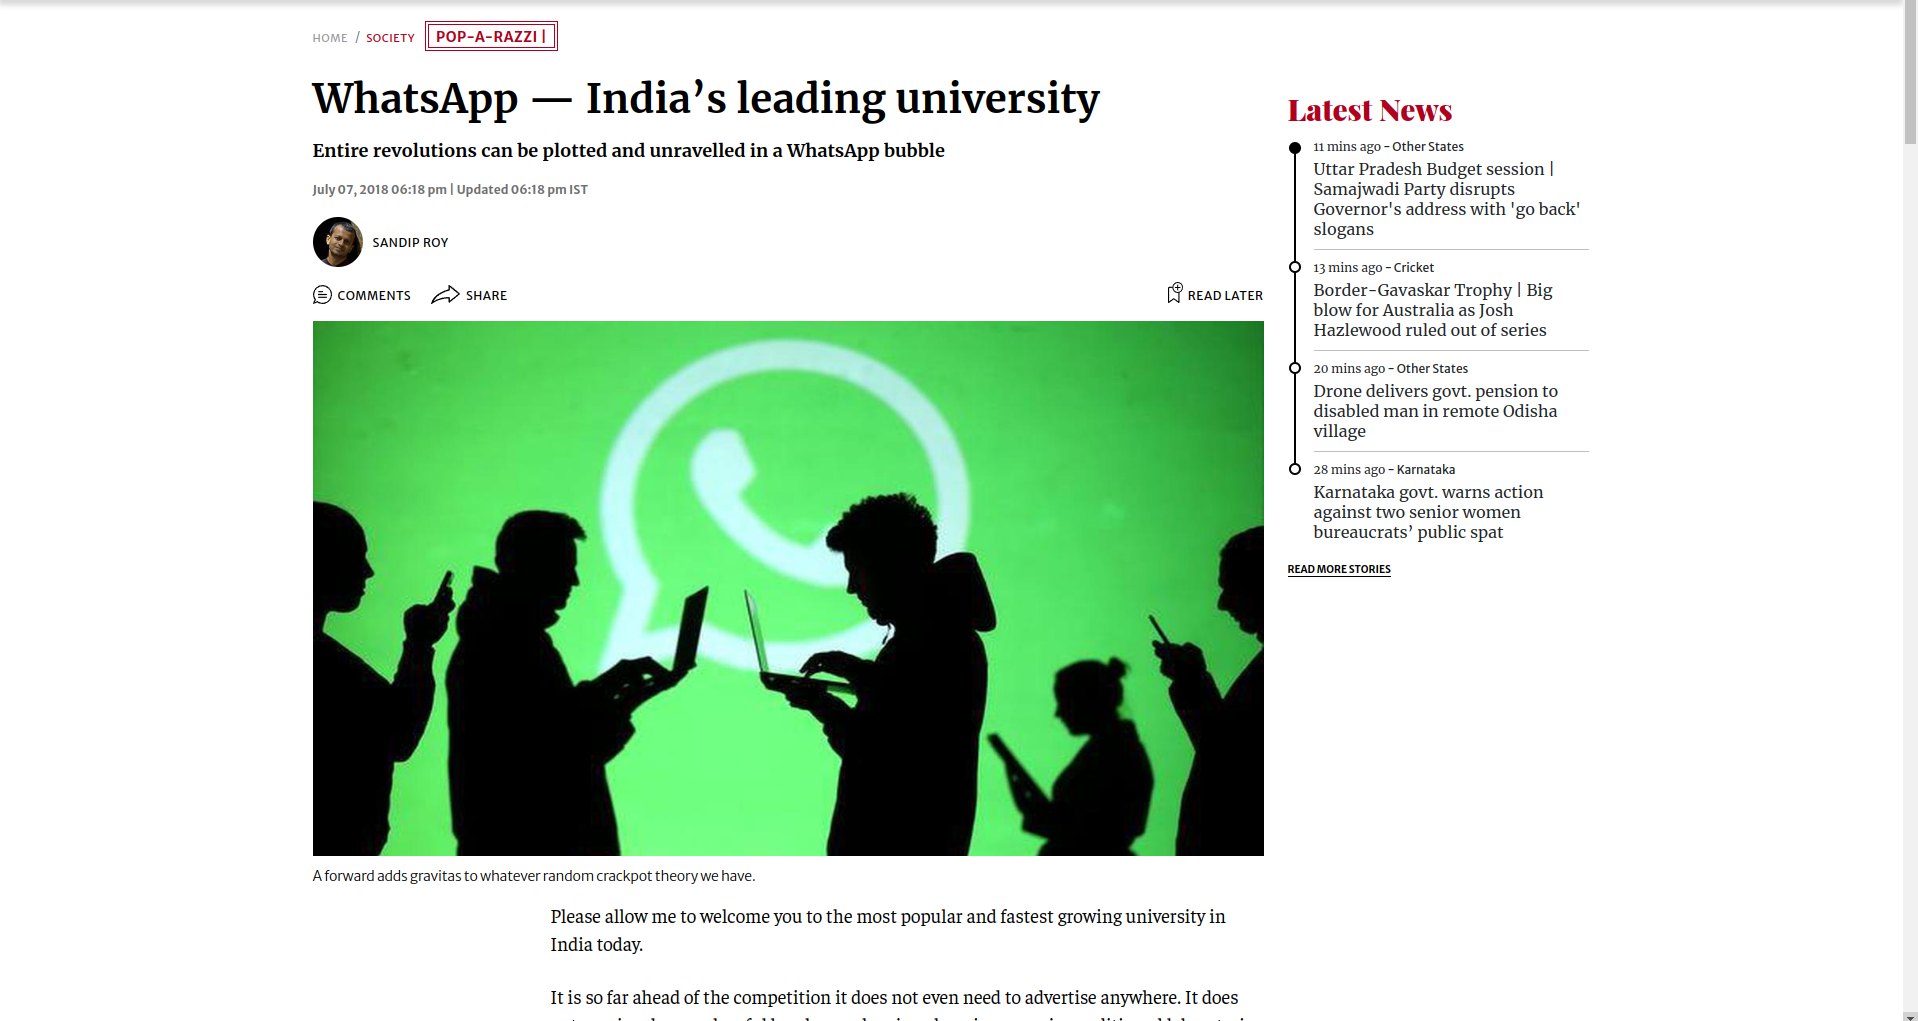 HOME / SOCIETY POP-A-RAZZI |
WhatsApp — India’s leading university
Entire revolutions can be plotted and unravelled in a WhatsApp bubble
July 07, 2018 06:18 pm | Updated 06:18 pm IST
SANDIP ROY
COMMENTS SHARE READ LATER
A forward adds gravitas to whatever random crackpot theory we have.
Please allow me to welcome you to the most popular and fastest growing university in
India today.
It is so far ahead of the competition it does not even need to advertise anywhere. It does
Latest News
11 mins ago - Other States
Uttar Pradesh Budget session |
Samajwadi Party disrupts
Governor's address with 'go back'
slogans
13 mins ago - Cricket
Border-Gavaskar Trophy | Big
blow for Australia as Josh
Hazlewood ruled out of series
20 mins ago - Other States
Drone delivers govt. pension to
disabled man in remote Odisha
village
28 mins ago - Karnataka
Karnataka govt. warns action
against two senior women
bureaucrats’ public spat
READ MORE STORIES